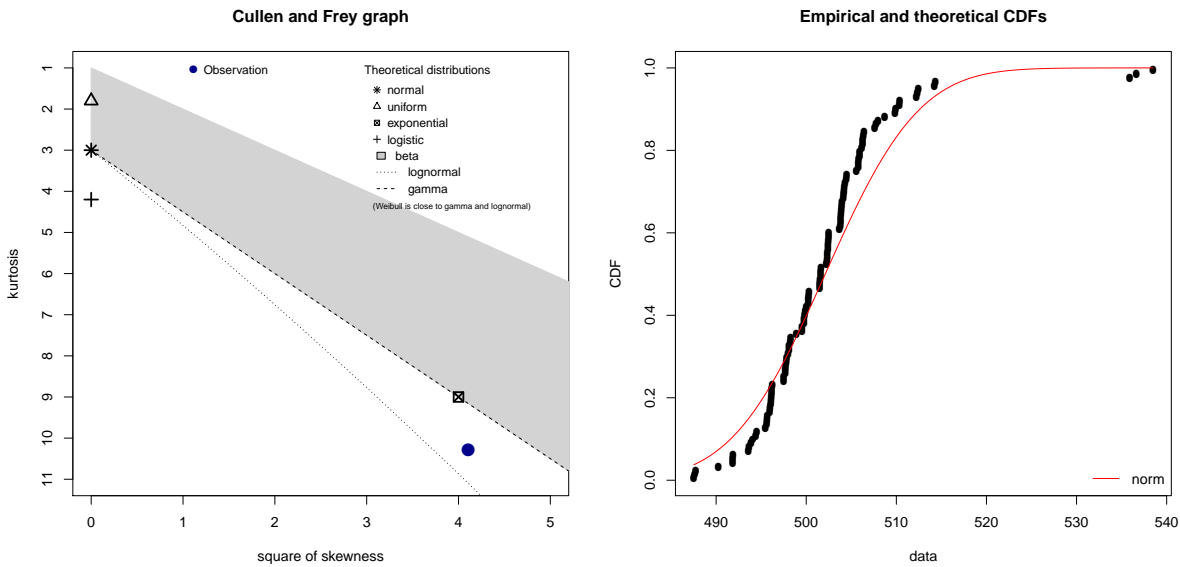 Cullen and Frey graph
Observation
Theoretical distributions
normal
uniform
exponential
logistic
beta
lognormal
gamma
(Weibull is close to gamma and lognormal)
kurtosis
1
2
3
4
5
6
7
8
9
10
11
0 1 2 3 4 5
square of skewness
Empirical and theoretical CDFs
CDF
1.0
0.8
0.6
0.4
0.2
0.0
norm
490 500 510 520 530 540
data